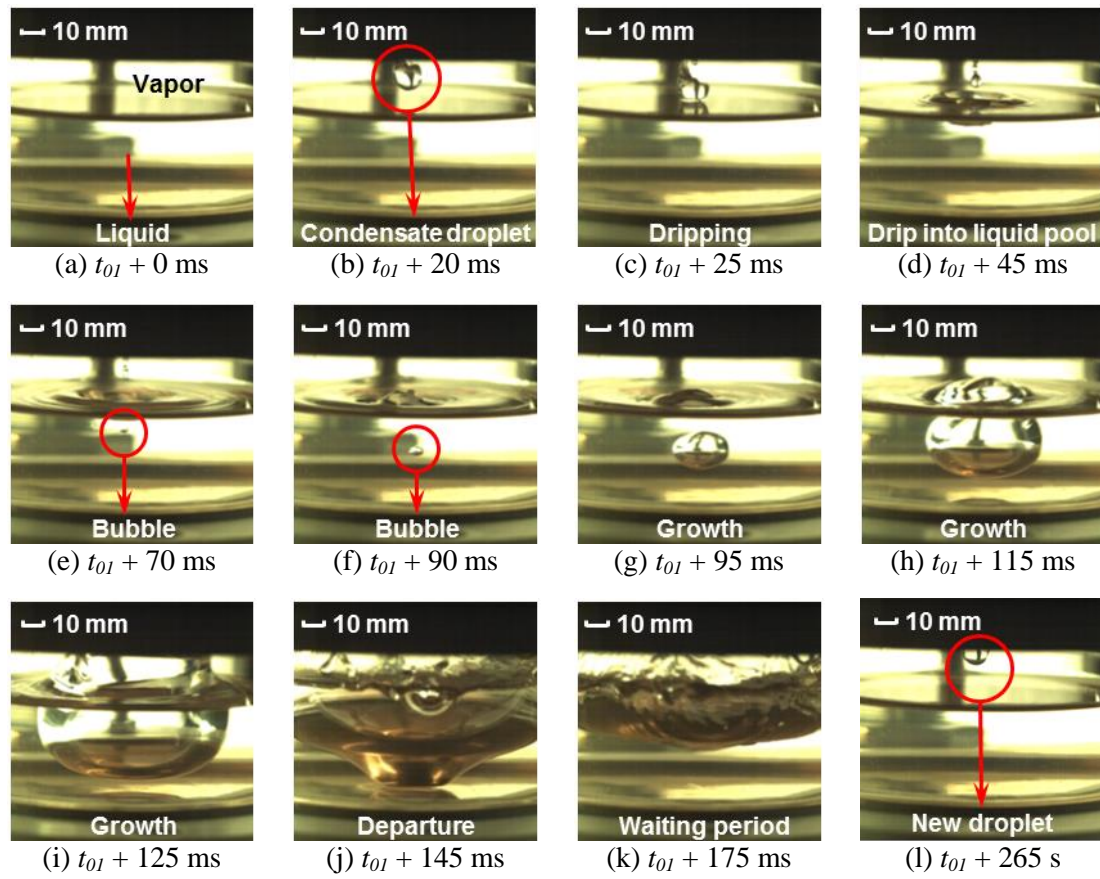 10 mm 10 mm 10 mm 10 mm
Vapor
Liquid Condensate droplet Dripping Drip into liquid pool
(a) t01 + 0 ms (b) t01 + 20 ms (c) t01 + 25 ms (d) t01 + 45 ms
10 mm 10 mm 10 mm 10 mm
Bubble Bubble Growth Growth
(e) t01 + 70 ms (f) t01 + 90 ms (g) t01 + 95 ms (h) t01 + 115 ms
10 mm 10 mm 10 mm 10 mm
Growth Departure Waiting period New droplet
(i) t01 + 125 ms (j) t01 + 145 ms (k) t01 + 175 ms (l) t01 + 265 s